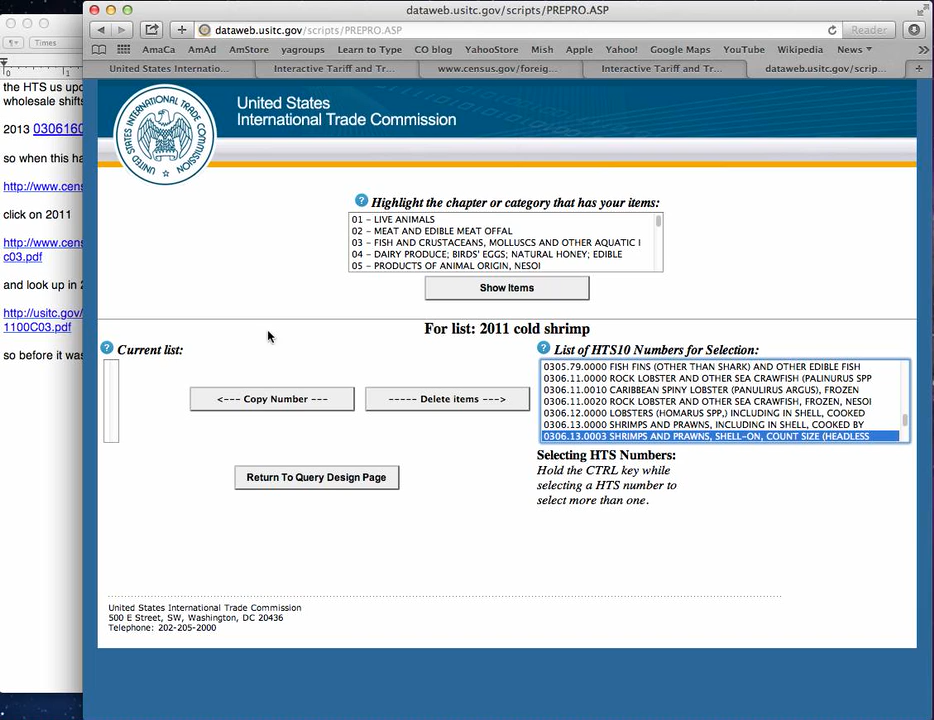 dataweb.usitc.gov/scripts/PREPRO.ASP
dataweb.usitc.gov/scripts/PREPRO.ASP
Reader
AmaCa AmAd AmStore yagroups Learn to Type CO blog YahooStore Mish Apple Yahoo! Google Maps YouTube Wikipedia News
United States Internatio... Interactive Tariff and Tr... www.census.gov/foreig... Interactive Tariff and Tr... dataweb.usitc.gov/scrip...
Times
0 1
the HTS us upd
wholesale shifts
2013 0306160
so when this ha
http://www.cens
click on 2011
http://www.cens
c03.pdf
and look up in 2
http://usitc.gov/
1100C03.pdf
so before it was
UNITED STATES INTERNATIONAL TRADE COMMISSION
United States
International Trade Commission
? Highlight the chapter or category that has your items:
01 - LIVE ANIMALS
02 - MEAT AND EDIBLE MEAT OFFAL
03 - FISH AND CRUSTACEANS, MOLLUSCS AND OTHER AQUATIC I
04 - DAIRY PRODUCE; BIRDS' EGGS; NATURAL HONEY; EDIBLE
05 - PRODUCTS OF ANIMAL ORIGIN, NESOI
Show Items
For list: 2011 cold shrimp
? Current list:
? List of HTS10 Numbers for Selection:
0305.79.0000 FISH FINS (OTHER THAN SHARK) AND OTHER EDIBLE FISH
0306.11.0000 ROCK LOBSTER AND OTHER SEA CRAWFISH (PALINURUS SPP
0306.11.0010 CARIBBEAN SPINY LOBSTER (PANULIRUS ARGUS), FROZEN
0306.11.0020 ROCK LOBSTER AND OTHER SEA CRAWFISH, FROZEN, NESOI
0306.12.0000 LOBSTERS (HOMARUS SPP,) INCLUDING IN SHELL, COOKED
0306.13.0000 SHRIMPS AND PRAWNS, INCLUDING IN SHELL, COOKED BY
0306.13.0003 SHRIMPS AND PRAWNS, SHELL-ON, COUNT SIZE (HEADLESS
<--- Copy Number ---
----- Delete items --->
Selecting HTS Numbers:
Hold the CTRL key while
selecting a HTS number to
select more than one.
Return To Query Design Page
United States International Trade Commission
500 E Street, SW, Washington, DC 20436
Telephone: 202-205-2000